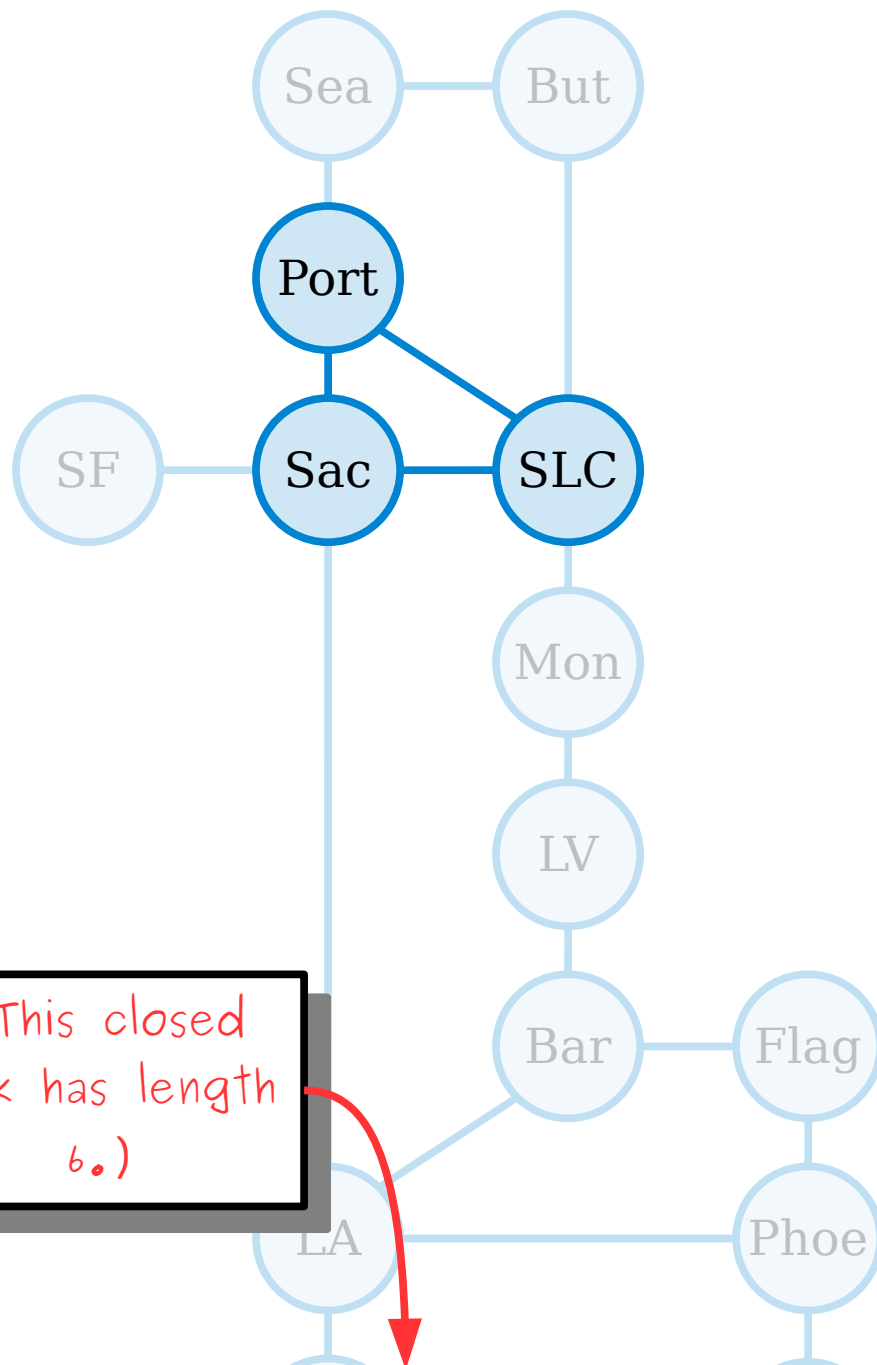 Sea But
Port
SF Sac SLC
Mon
LV
Bar Flag
This closed
has length
6.)
LA Phoe